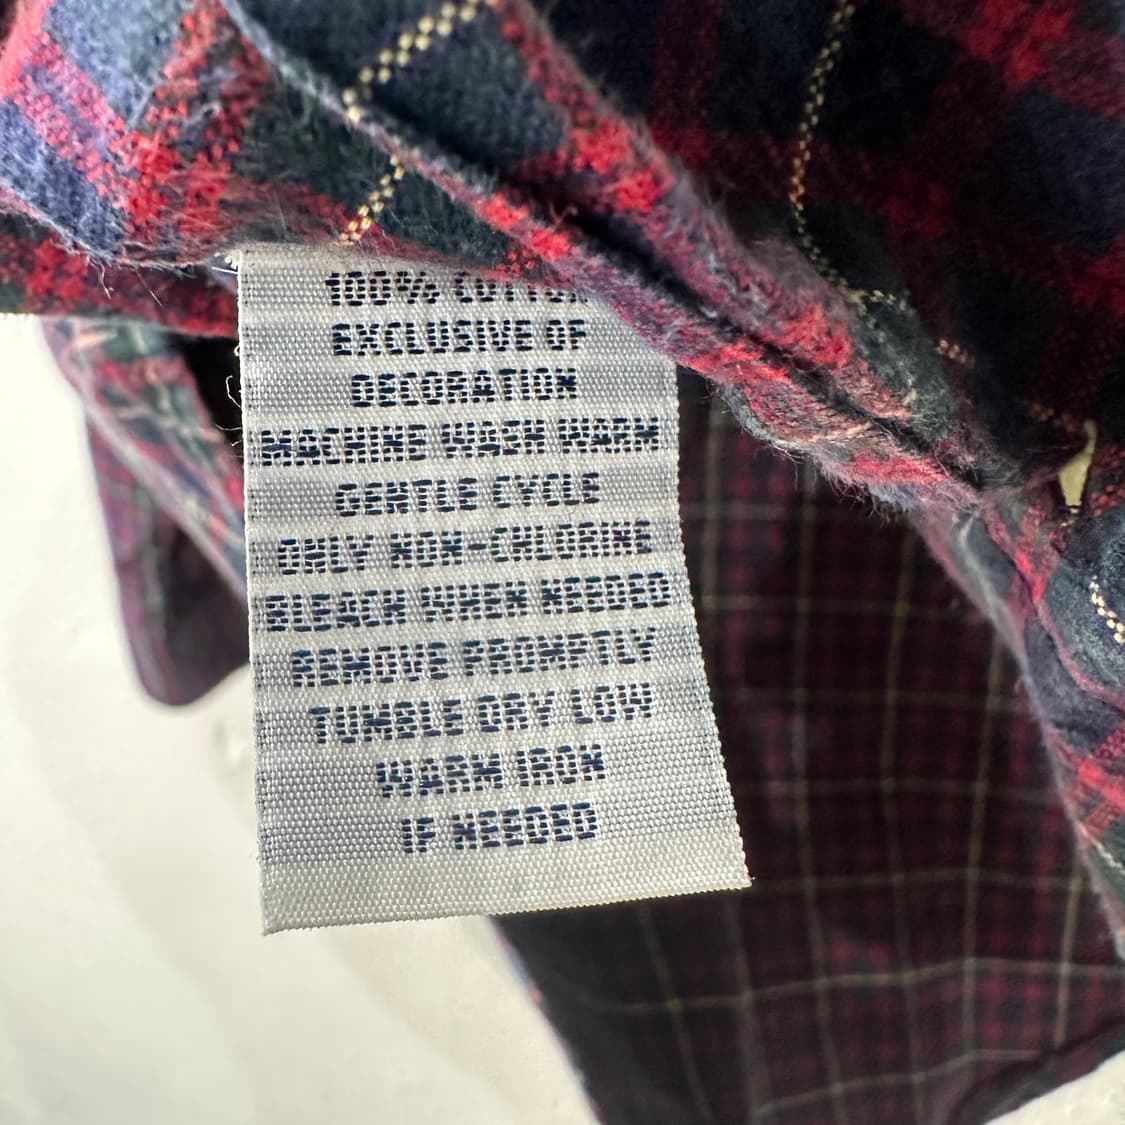 100% COTTON
EXCLUSIVE OF
DECORATION
MACHINE WASH WARM
GENTLE CYCLE
ONLY NON-CHLORINE
BLEACH WHEN NEEDED
REMOVE PROMPTLY
TUMBLE DRY LOW
WARM IRON
IF NEEDED